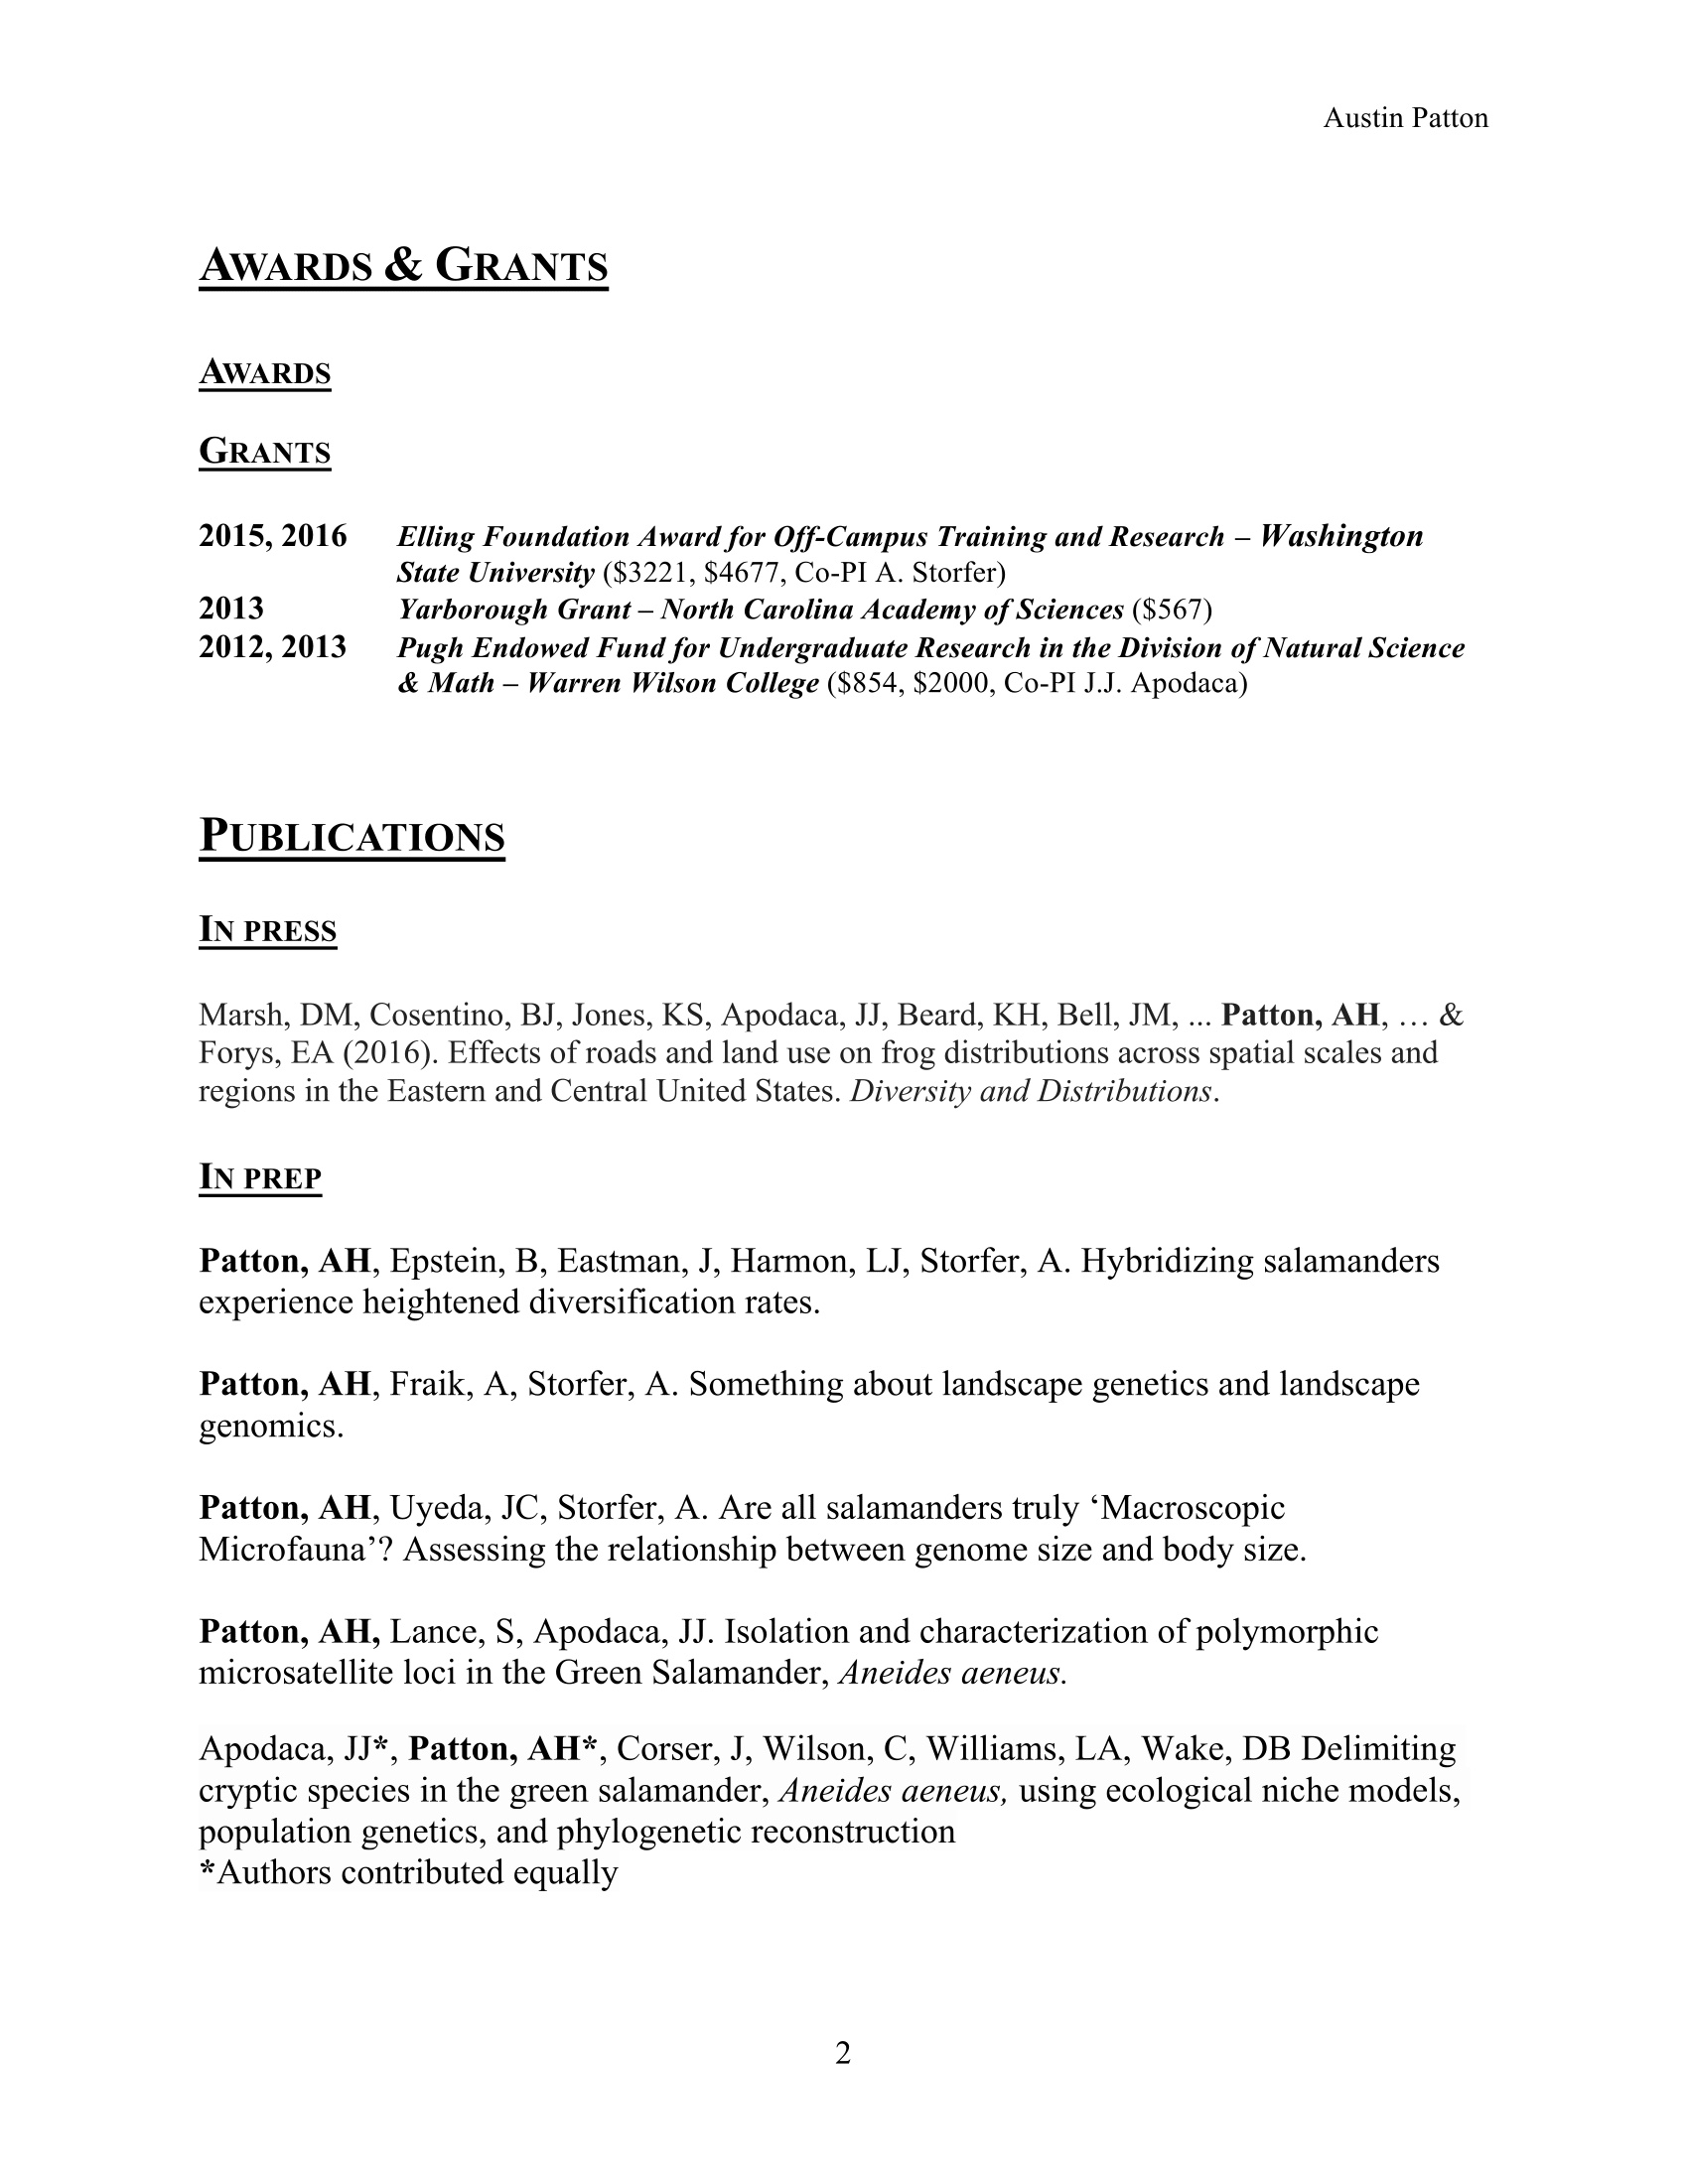 Austin Patton
AWARDS & GRANTS
AWARDS
GRANTS
2015, 2016 Elling Foundation Award for Off-Campus Training and Research – Washington
State University ($3221, $4677, Co-PI A. Storfer)
2013 Yarborough Grant – North Carolina Academy of Sciences ($567)
2012, 2013 Pugh Endowed Fund for Undergraduate Research in the Division of Natural Science
& Math – Warren Wilson College ($854, $2000, Co-PI J.J. Apodaca)
PUBLICATIONS
IN PRESS
Marsh, DM, Cosentino, BJ, Jones, KS, Apodaca, JJ, Beard, KH, Bell, JM, ... Patton, AH, … &
Forys, EA (2016). Effects of roads and land use on frog distributions across spatial scales and
regions in the Eastern and Central United States. Diversity and Distributions.
IN PREP
Patton, AH, Epstein, B, Eastman, J, Harmon, LJ, Storfer, A. Hybridizing salamanders
experience heightened diversification rates.
Patton, AH, Fraik, A, Storfer, A. Something about landscape genetics and landscape
genomics.
Patton, AH, Uyeda, JC, Storfer, A. Are all salamanders truly ‘Macroscopic
Microfauna’? Assessing the relationship between genome size and body size.
Patton, AH, Lance, S, Apodaca, JJ. Isolation and characterization of polymorphic
microsatellite loci in the Green Salamander, Aneides aeneus.
Apodaca, JJ*, Patton, AH*, Corser, J, Wilson, C, Williams, LA, Wake, DB Delimiting
cryptic species in the green salamander, Aneides aeneus, using ecological niche models,
population genetics, and phylogenetic reconstruction
*Authors contributed equally
2